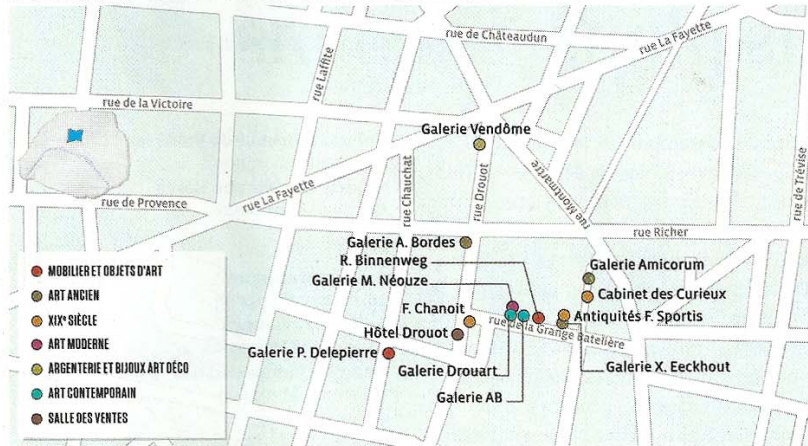 rue de Châteaudun
rue La Fayette
rue Laffite
rue de la Victoire
Galerie Vendôme
rue Montmartre
rue de Trévise
rue Chauchat
rue Drouot
rue La Fayette
rue de Provence
rue Richer
Galerie A. Bordes
R. Binnenweg
Galerie Amicorum
Galerie M. Néouze
Cabinet des Curieux
F. Chanoit
Antiquités F. Sportis
rue de la Grange Batelière
Hôtel Drouot
Galerie P. Delepierre
Galerie Drouart
Galerie X. Eeckhout
Galerie AB
MOBILIER ET OBJETS D'ART
ART ANCIEN
XIXe SIÈCLE
ART MODERNE
ARGENTERIE ET BIJOUX ART DÉCO
ART CONTEMPORAIN
SALLE DES VENTES